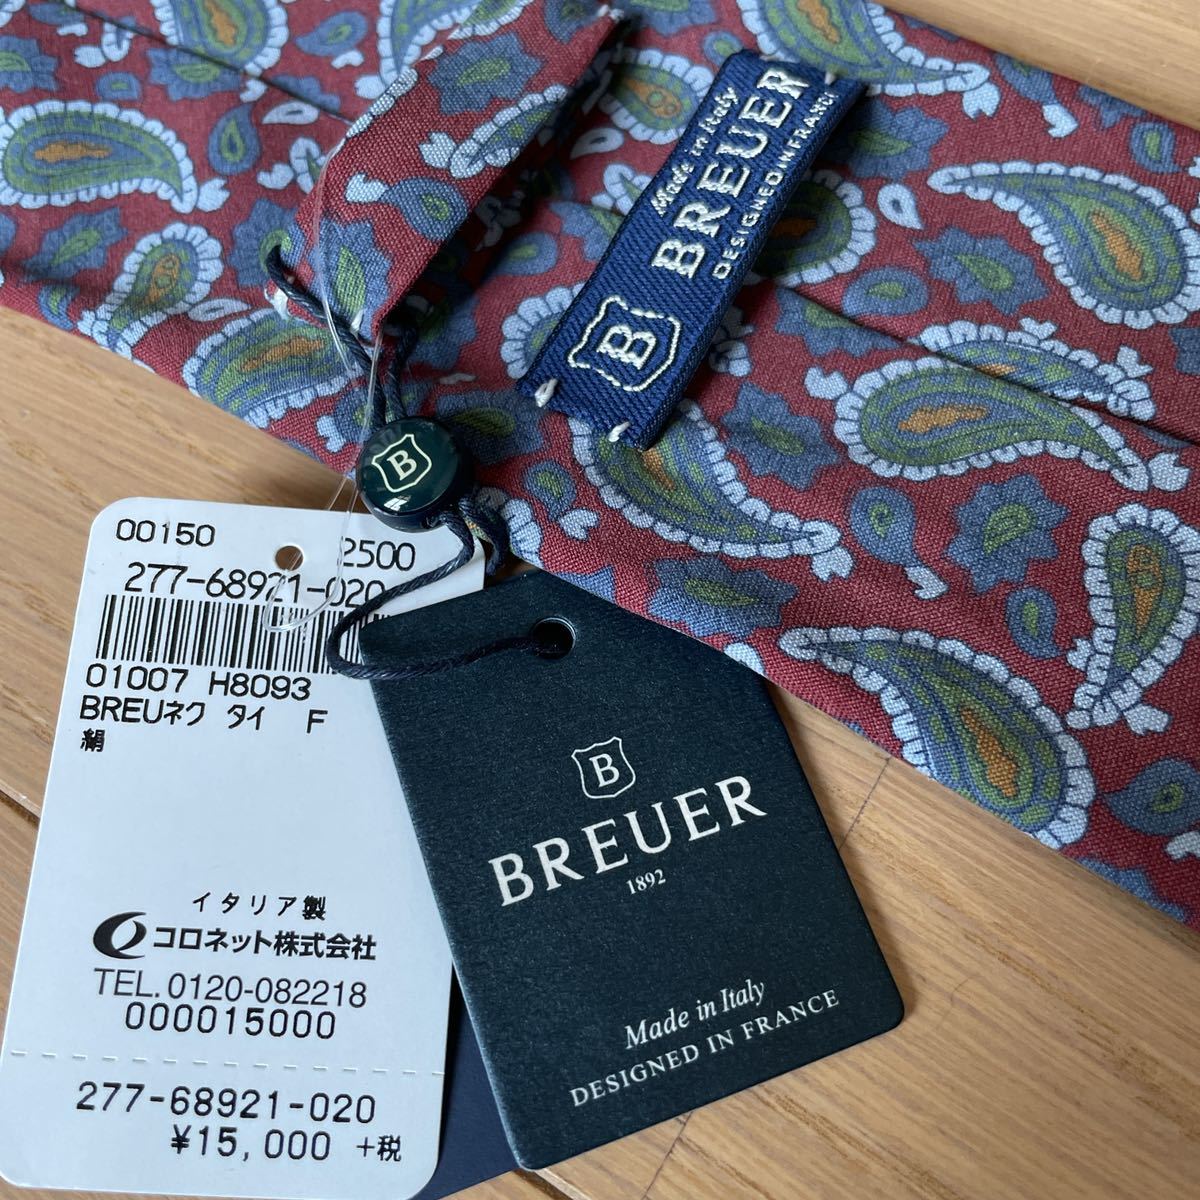 Made in Italy
BREUER
DESIGNED IN FRANCE
B
B
00150
2500
277-68921-020
01007 H8093
BREUネク タイ F
絹
イタリア製
コロネット株式会社
TEL.0120-082218
000015000
277-68921-020
¥15,000 +税
B
BREUER
1892
Made in Italy
DESIGNED IN FRANCE